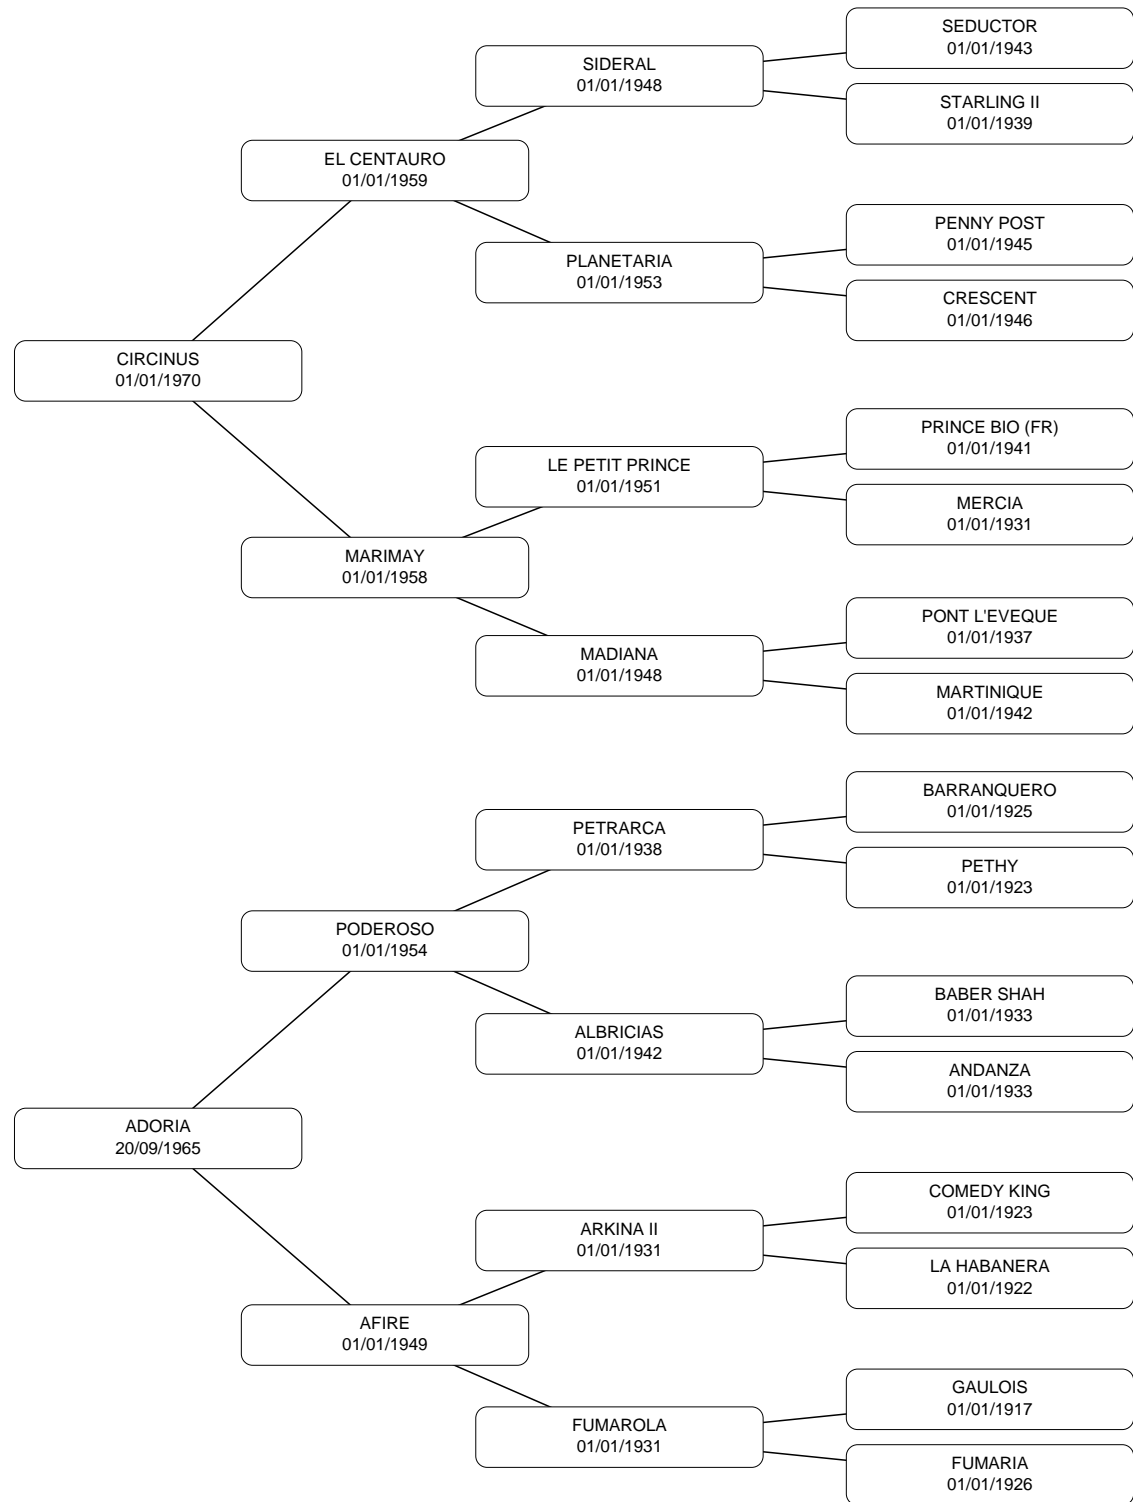 SEDUCTOR
01/01/1943
SIDERAL
01/01/1948
STARLING II
01/01/1939
EL CENTAURO
01/01/1959
PENNY POST
01/01/1945
PLANETARIA
01/01/1953
CRESCENT
01/01/1946
CIRCINUS
01/01/1970
PRINCE BIO (FR)
01/01/1941
LE PETIT PRINCE
01/01/1951
MERCIA
01/01/1931
MARIMAY
01/01/1958
PONT L'EVEQUE
01/01/1937
MADIANA
01/01/1948
MARTINIQUE
01/01/1942
BARRANQUERO
01/01/1925
PETRARCA
01/01/1938
PETHY
01/01/1923
PODEROSO
01/01/1954
BABER SHAH
01/01/1933
ALBRICIAS
01/01/1942
ANDANZA
01/01/1933
ADORIA
20/09/1965
COMEDY KING
01/01/1923
ARKINA II
01/01/1931
LA HABANERA
01/01/1922
AFIRE
01/01/1949
GAULOIS
01/01/1917
FUMAROLA
01/01/1931
FUMARIA
01/01/1926